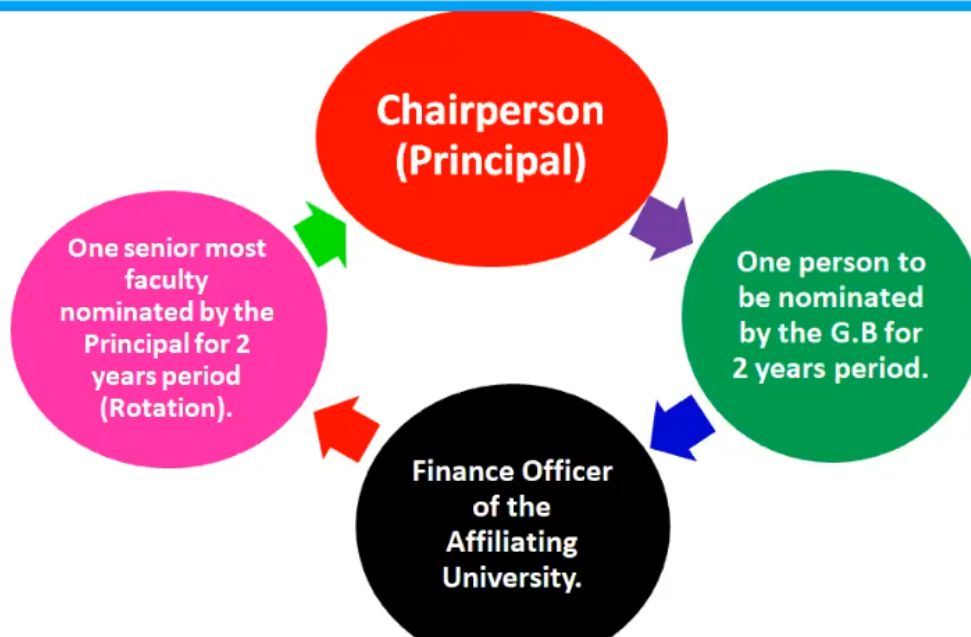 Chairperson
(Principal)
One person to
be nominated
by the G.B for
2 years period.
Finance Officer
of the
Affiliating
University.
One senior most
faculty
nominated by the
Principal for 2
years period
(Rotation).